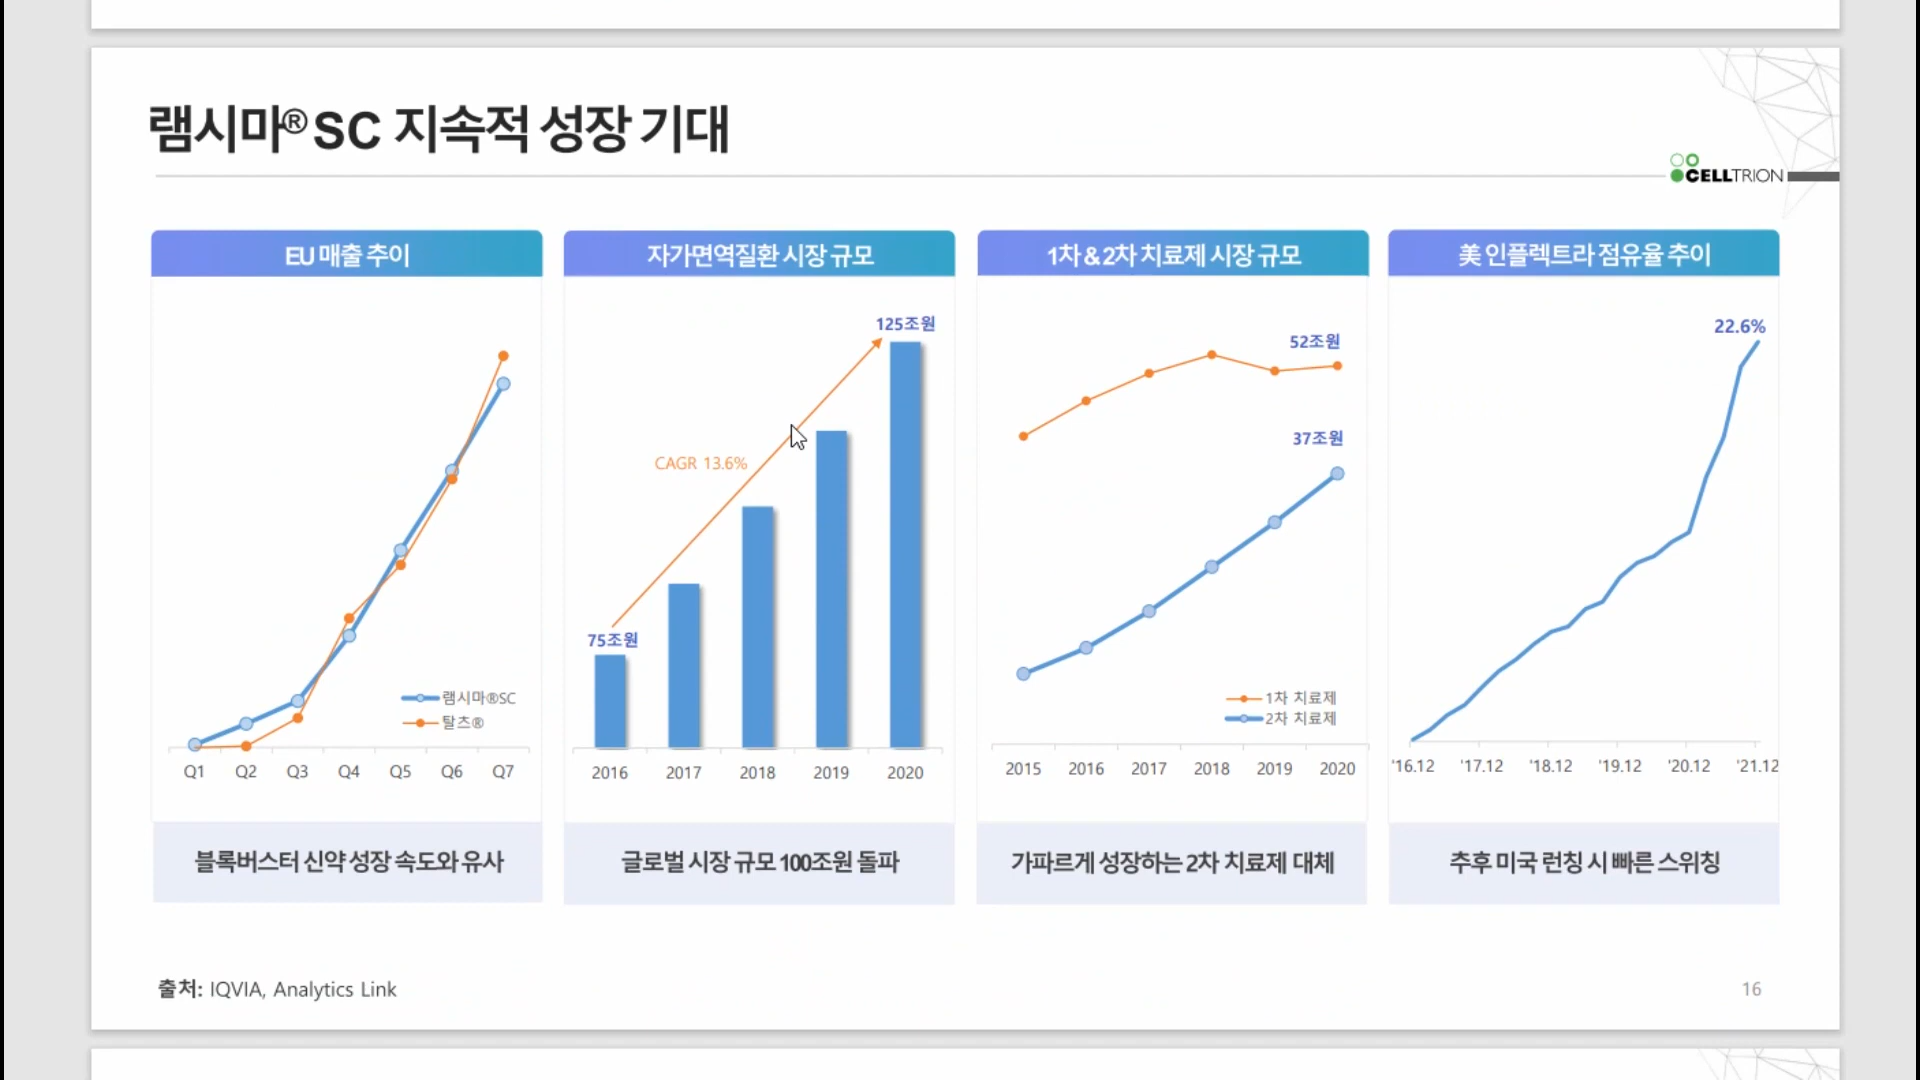 램시마®SC 지속적 성장 기대
CELLTRION
EU 매출 추이
램시마®SC
탈츠®
Q1 Q2 Q3 Q4 Q5 Q6 Q7
블록버스터 신약 성장 속도와 유사
자가면역질환 시장 규모
125조원
CAGR 13.6%
75조원
2016 2017 2018 2019 2020
글로벌 시장 규모 100조원 돌파
1차 & 2차 치료제 시장 규모
52조원
37조원
1차 치료제
2차 치료제
2015 2016 2017 2018 2019 2020
가파르게 성장하는 2차 치료제 대체
美 인플렉트라 점유율 추이
22.6%
'16.12 '17.12 '18.12 '19.12 '20.12 '21.12
추후 미국 런칭 시 빠른 스위칭
출처: IQVIA, Analytics Link
16